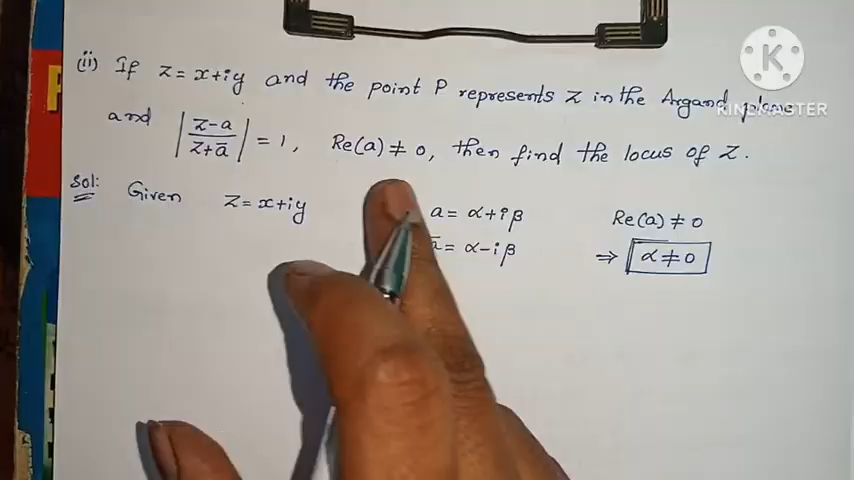 (ii) If z = x+iy and the point P represents z in the Argand plane
K
KINEMASTER
and |z-a / z+a̅| = 1, Re(a) ≠ 0, then find the locus of z.
Sol: Given z = x+iy a = α+iβ Re(a) ≠ 0
a̅ = α-iβ ⇒ α ≠ 0